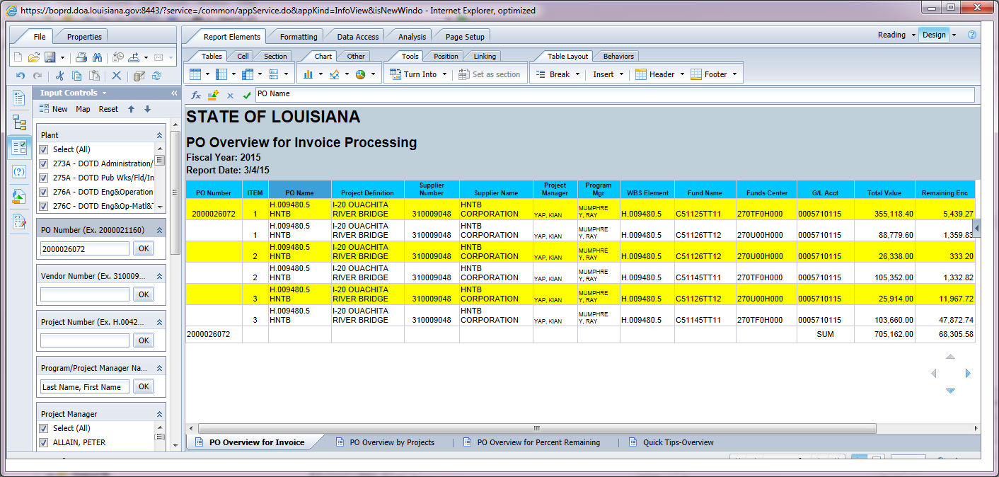 https://boprd.doa.louisiana.gov:8443/?service=/common/appService.do&appKind=InfoView&isNewWindo - Internet Explorer, optimized
File Properties
Report Elements Formatting Data Access Analysis Page Setup
Reading Design
Tables Cell Section Chart Other Tools Position Linking Table Layout Behaviors
Turn Into Set as section Break Insert Header Footer
Input Controls
New Map Reset
Plant
Select (All)
273A - DOTD Administration/
275A - DOTD Pub Wks/Fld/In
276A - DOTD Eng&Operation
276C - DOTD Eng&Op-Matl&T
PO Number (Ex. 2000021160)
2000026072 OK
Vendor Number (Ex. 310009...
OK
Project Number (Ex. H.0042...
OK
Program/Project Manager Na...
Last Name, First Name OK
Project Manager
Select (All)
ALLAIN, PETER
fx PO Name
STATE OF LOUISIANA
PO Overview for Invoice Processing
Fiscal Year: 2015
Report Date: 3/4/15
PO Number ITEM PO Name Project Definition Supplier Number Supplier Name Project Manager Program Mgr WBS Element Fund Name Funds Center G/L Acct Total Value Remaining Enc
2000026072 1 H.009480.5 HNTB I-20 OUACHITA RIVER BRIDGE 310009048 HNTB CORPORATION YAP, KIAN MUMPHREY, RAY H.009480.5 C51125TT11 270TF0H000 0005710115 355,118.40 5,439.27
1 H.009480.5 HNTB I-20 OUACHITA RIVER BRIDGE 310009048 HNTB CORPORATION YAP, KIAN MUMPHREY, RAY H.009480.5 C51126TT12 270U00H000 0005710115 88,779.60 1,359.83
2 H.009480.5 HNTB I-20 OUACHITA RIVER BRIDGE 310009048 HNTB CORPORATION YAP, KIAN MUMPHREY, RAY H.009480.5 C51126TT12 270U00H000 0005710115 26,338.00 333.20
2 H.009480.5 HNTB I-20 OUACHITA RIVER BRIDGE 310009048 HNTB CORPORATION YAP, KIAN MUMPHREY, RAY H.009480.5 C51145TT11 270TF0H000 0005710115 105,352.00 1,332.82
3 H.009480.5 HNTB I-20 OUACHITA RIVER BRIDGE 310009048 HNTB CORPORATION YAP, KIAN MUMPHREY, RAY H.009480.5 C51126TT12 270U00H000 0005710115 25,914.00 11,967.72
3 H.009480.5 HNTB I-20 OUACHITA RIVER BRIDGE 310009048 HNTB CORPORATION YAP, KIAN MUMPHREY, RAY H.009480.5 C51145TT11 270TF0H000 0005710115 103,660.00 47,872.74
2000026072 SUM 705,162.00 68,305.58
PO Overview for Invoice PO Overview by Projects PO Overview for Percent Remaining Quick Tips-Overview